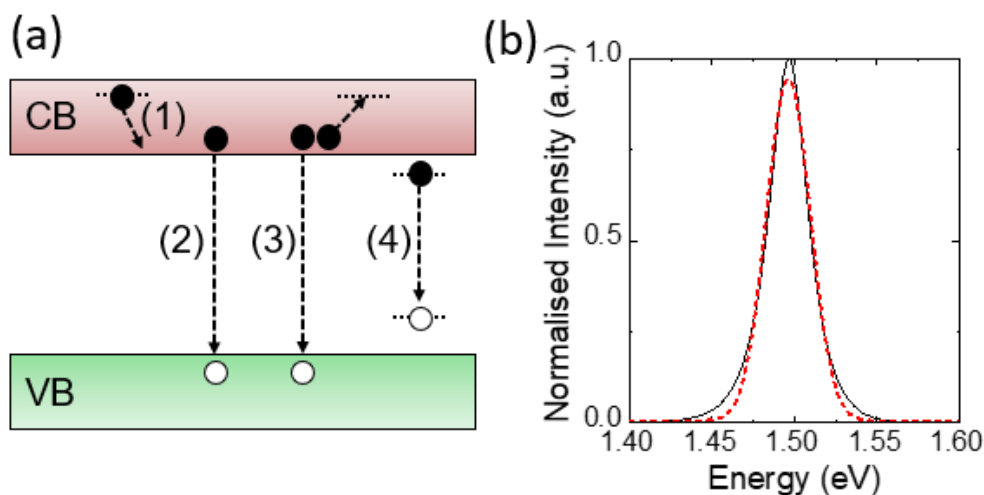 (a)
CB
(1)
(2)
(3)
(4)
VB
(b)
Normalised Intensity (a.u.)
1.0
0.5
0.0
1.40 1.45 1.50 1.55 1.60
Energy (eV)